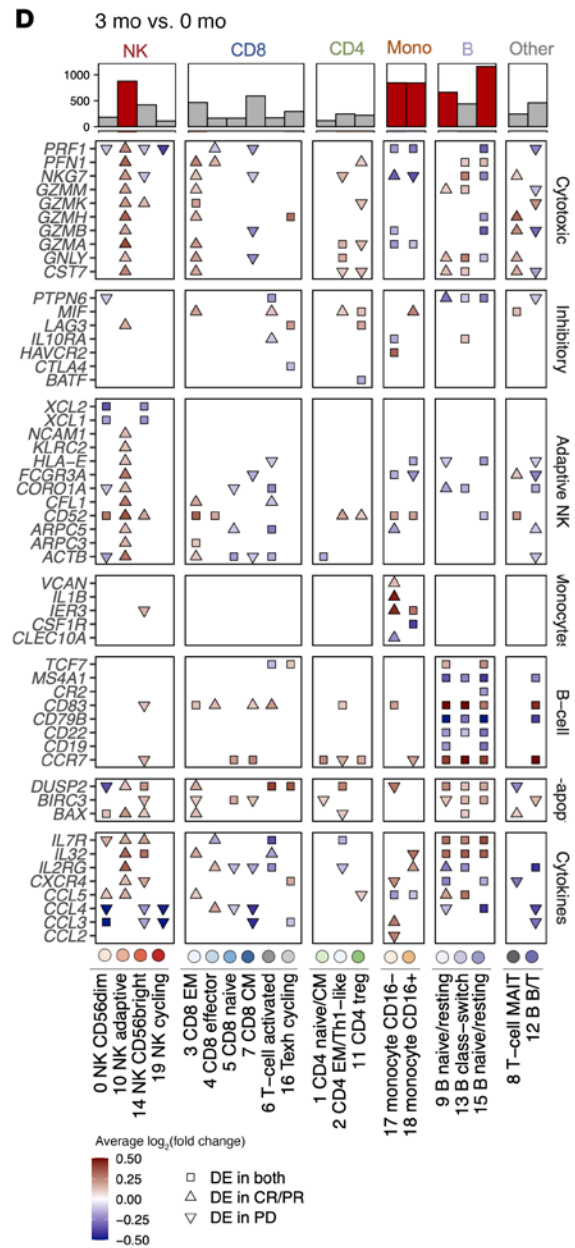 D
3 mo vs. 0 mo
NK CD8 CD4 Mono B Other
1000
500
0
PRF1
PFN1
NKG7
GZMM
GZMK
GZMH
GZMB
GZMA
GNLY
CST7
Cytotoxic
PTPN6
MIF
LAG3
IL10RA
HAVCR2
CTLA4
BATF
Inhibitory
XCL2
XCL1
NCAM1
KLRC2
HLA−E
FCGR3A
CORO1A
CFL1
CD52
ARPC5
ARPC3
ACTB
Adaptive NK
VCAN
IL1B
IER3
CSF1R
CLEC10A
Monocytes
TCF7
MS4A1
CR2
CD83
CD79B
CD22
CD19
CCR7
B−cell
DUSP2
BIRC3
BAX
-apop
IL7R
IL32
IL2RG
CXCR4
CCL5
CCL4
CCL3
CCL2
Cytokines
0 NK CD56dim
10 NK adaptive
14 NK CD56bright
19 NK cycling
3 CD8 EM
4 CD8 effector
5 CD8 naive
7 CD8 CM
6 T−cell activated
16 Texh cycling
1 CD4 naive/CM
2 CD4 EM/Th1−like
11 CD4 treg
17 monocyte CD16−
18 monocyte CD16+
9 B naive/resting
13 B class−switch
15 B naive/resting
8 T−cell MAIT
12 B B/T
Average log2(fold change)
0.50
0.25
0.00
−0.25
−0.50
DE in both
DE in CR/PR
DE in PD